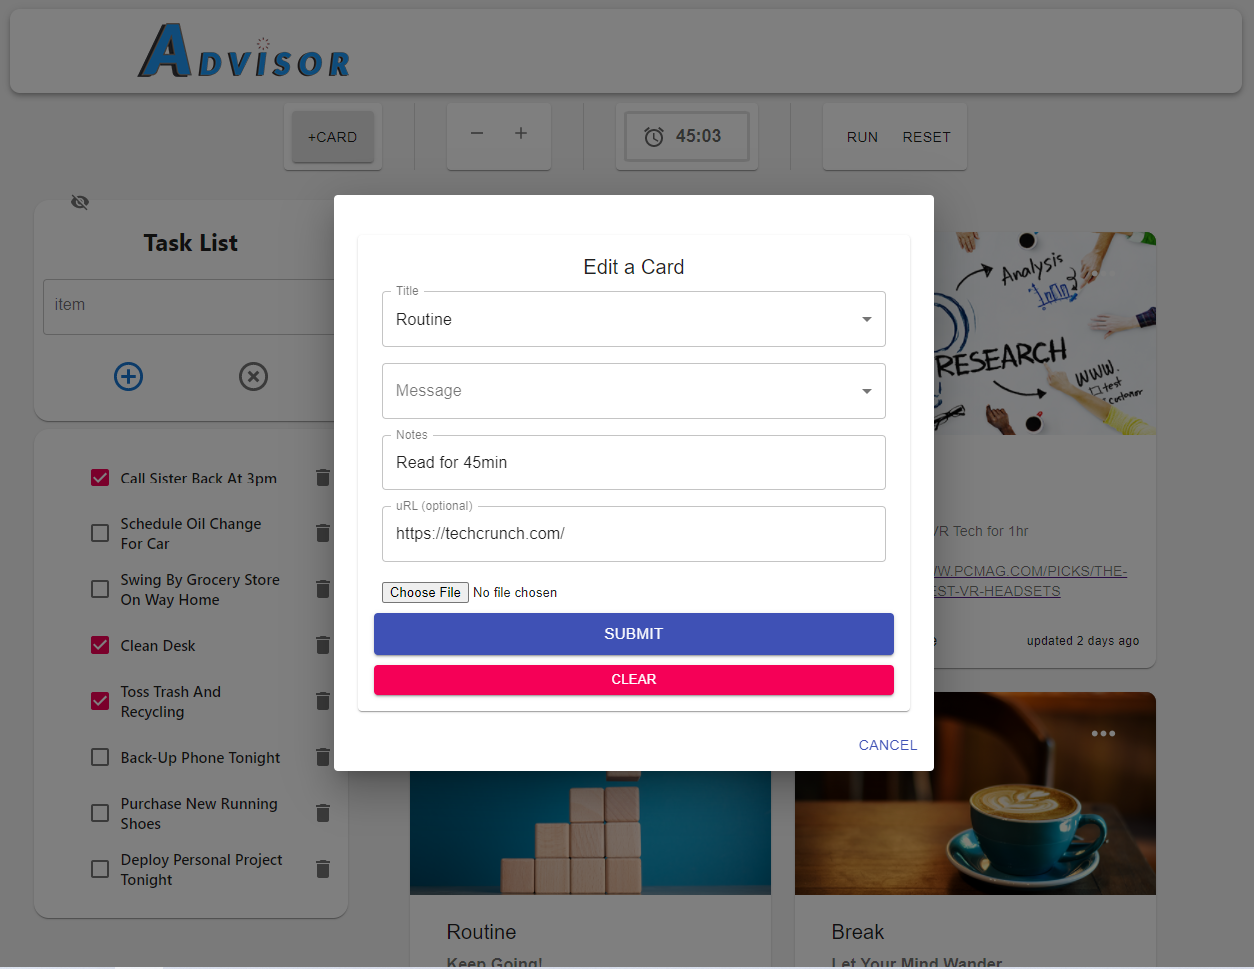 ADVISOR
+CARD
45:03
RUN
RESET
Task List
item
Call Sister Back At 3pm
Schedule Oil Change
For Car
Swing By Grocery Store
On Way Home
Clean Desk
Toss Trash And
Recycling
Back-Up Phone Tonight
Purchase New Running
Shoes
Deploy Personal Project
Tonight
Edit a Card
Title
Routine
Message
Notes
Read for 45min
uRL (optional)
https://techcrunch.com/
Choose File No file chosen
SUBMIT
CLEAR
CANCEL
Analysis
RESEARCH
WWW.
test
customer
VR Tech for 1hr
WW.PCMAG.COM/PICKS/THE-
EST-VR-HEADSETS
updated 2 days ago
Routine
Keep Going!
Break
Let Your Mind Wander